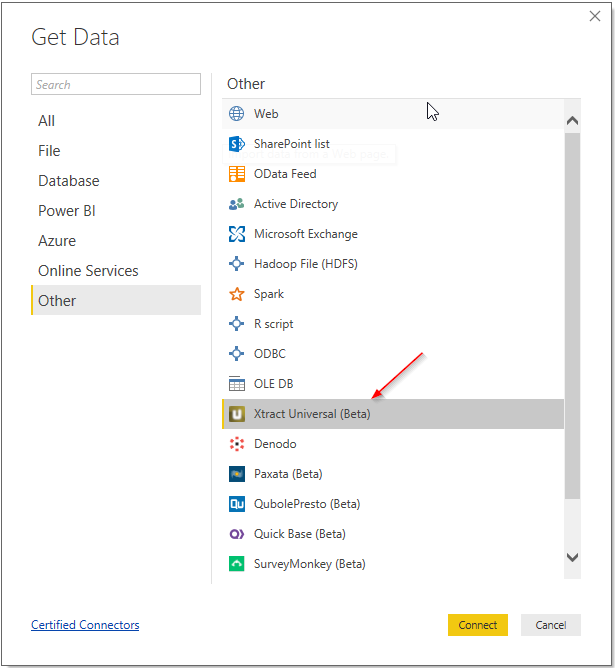 Get Data
Search
All
File
Database
Power BI
Azure
Online Services
Other
Other
Web
SharePoint list
OData Feed
Active Directory
Microsoft Exchange
Hadoop File (HDFS)
Spark
R script
ODBC
OLE DB
Xtract Universal (Beta)
Denodo
Paxata (Beta)
QubolePresto (Beta)
Quick Base (Beta)
SurveyMonkey (Beta)
Certified Connectors
Connect
Cancel